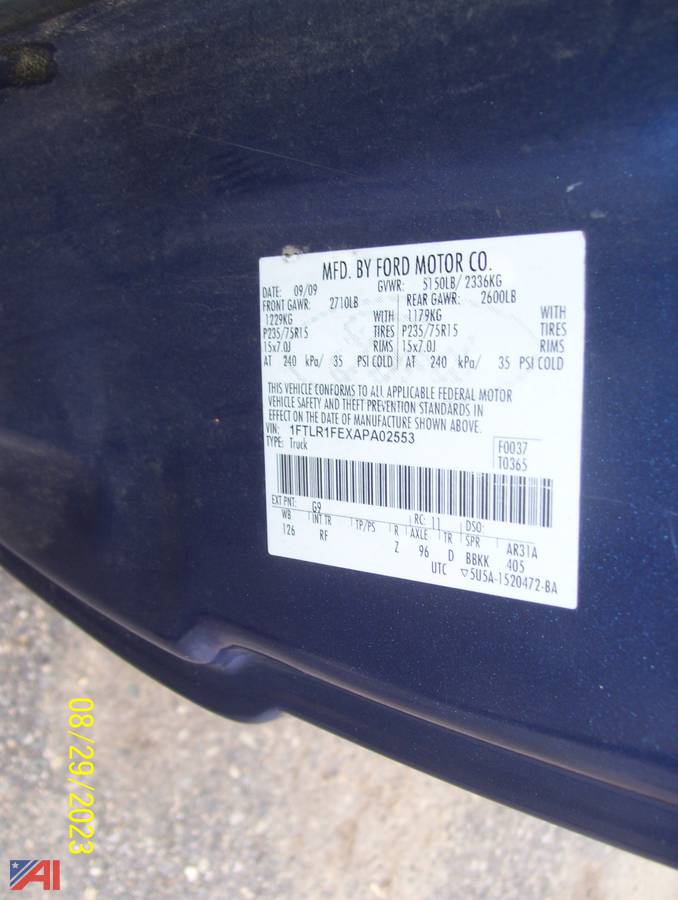 MFD. BY FORD MOTOR CO.
DATE: 09/09 GVWR: 5150LB/ 2336KG
FRONT GAWR: 2710LB REAR GAWR: 2600LB
1229KG WITH 1179KG WITH
P235/75R15 TIRES P235/75R15 TIRES
15x7.0J RIMS 15x7.0J RIMS
AT 240 kPa/ 35 PSI COLD AT 240 kPa/ 35 PSI COLD
THIS VEHICLE CONFORMS TO ALL APPLICABLE FEDERAL MOTOR
VEHICLE SAFETY AND THEFT PREVENTION STANDARDS IN
EFFECT ON THE DATE OF MANUFACTURE SHOWN ABOVE.
VIN: 1FTLR1FEXAPA02553
TYPE: Truck F0037
T0365
EXT PNT: G9 RC: 11 DSO:
WB INT TR TP/PS R AXLE TR SPR AR31A
126 RF Z 96 D BBKK 405
UTC ▽5U5A-1520472-BA
08/29/2023
AI